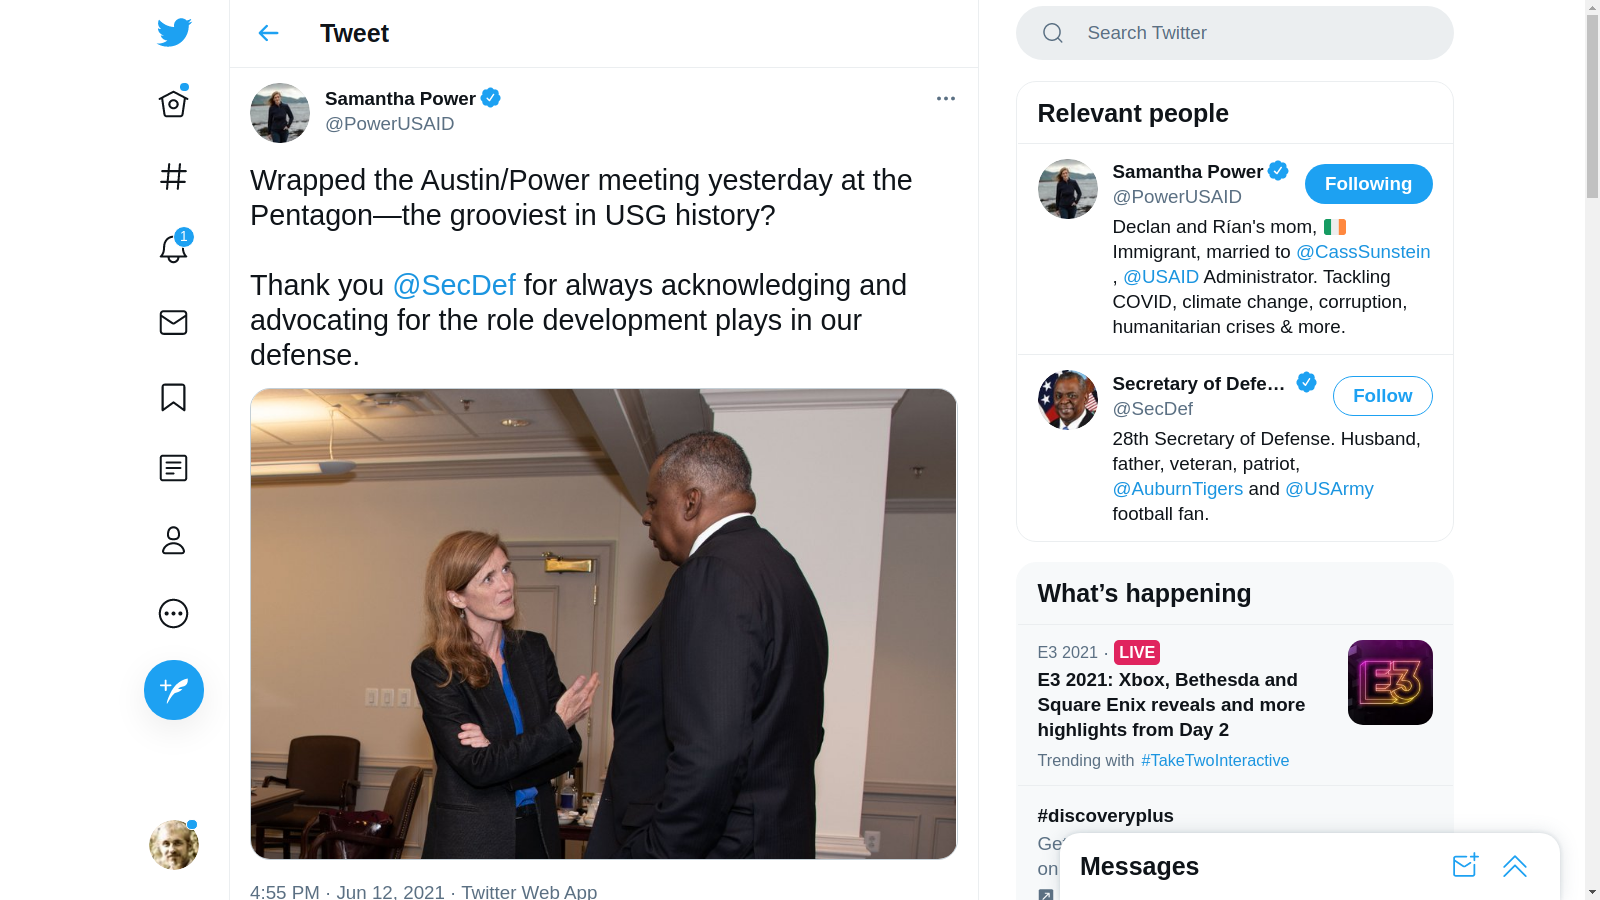 Tweet
Samantha Power
@PowerUSAID
Wrapped the Austin/Power meeting yesterday at the
Pentagon—the grooviest in USG history?
Thank you @SecDef for always acknowledging and
advocating for the role development plays in our
defense.
4:55 PM · Jun 12, 2021 · Twitter Web App
1
Search Twitter
Relevant people
Samantha Power
@PowerUSAID
Following
Declan and Rían's mom,
Immigrant, married to @CassSunstein
, @USAID Administrator. Tackling
COVID, climate change, corruption,
humanitarian crises & more.
Secretary of Defe…
@SecDef
Follow
28th Secretary of Defense. Husband,
father, veteran, patriot,
@AuburnTigers and @USArmy
football fan.
What’s happening
E3 2021 · LIVE
E3 2021: Xbox, Bethesda and
Square Enix reveals and more
highlights from Day 2
E3
Trending with #TakeTwoInteractive
#discoveryplus
on
Messages